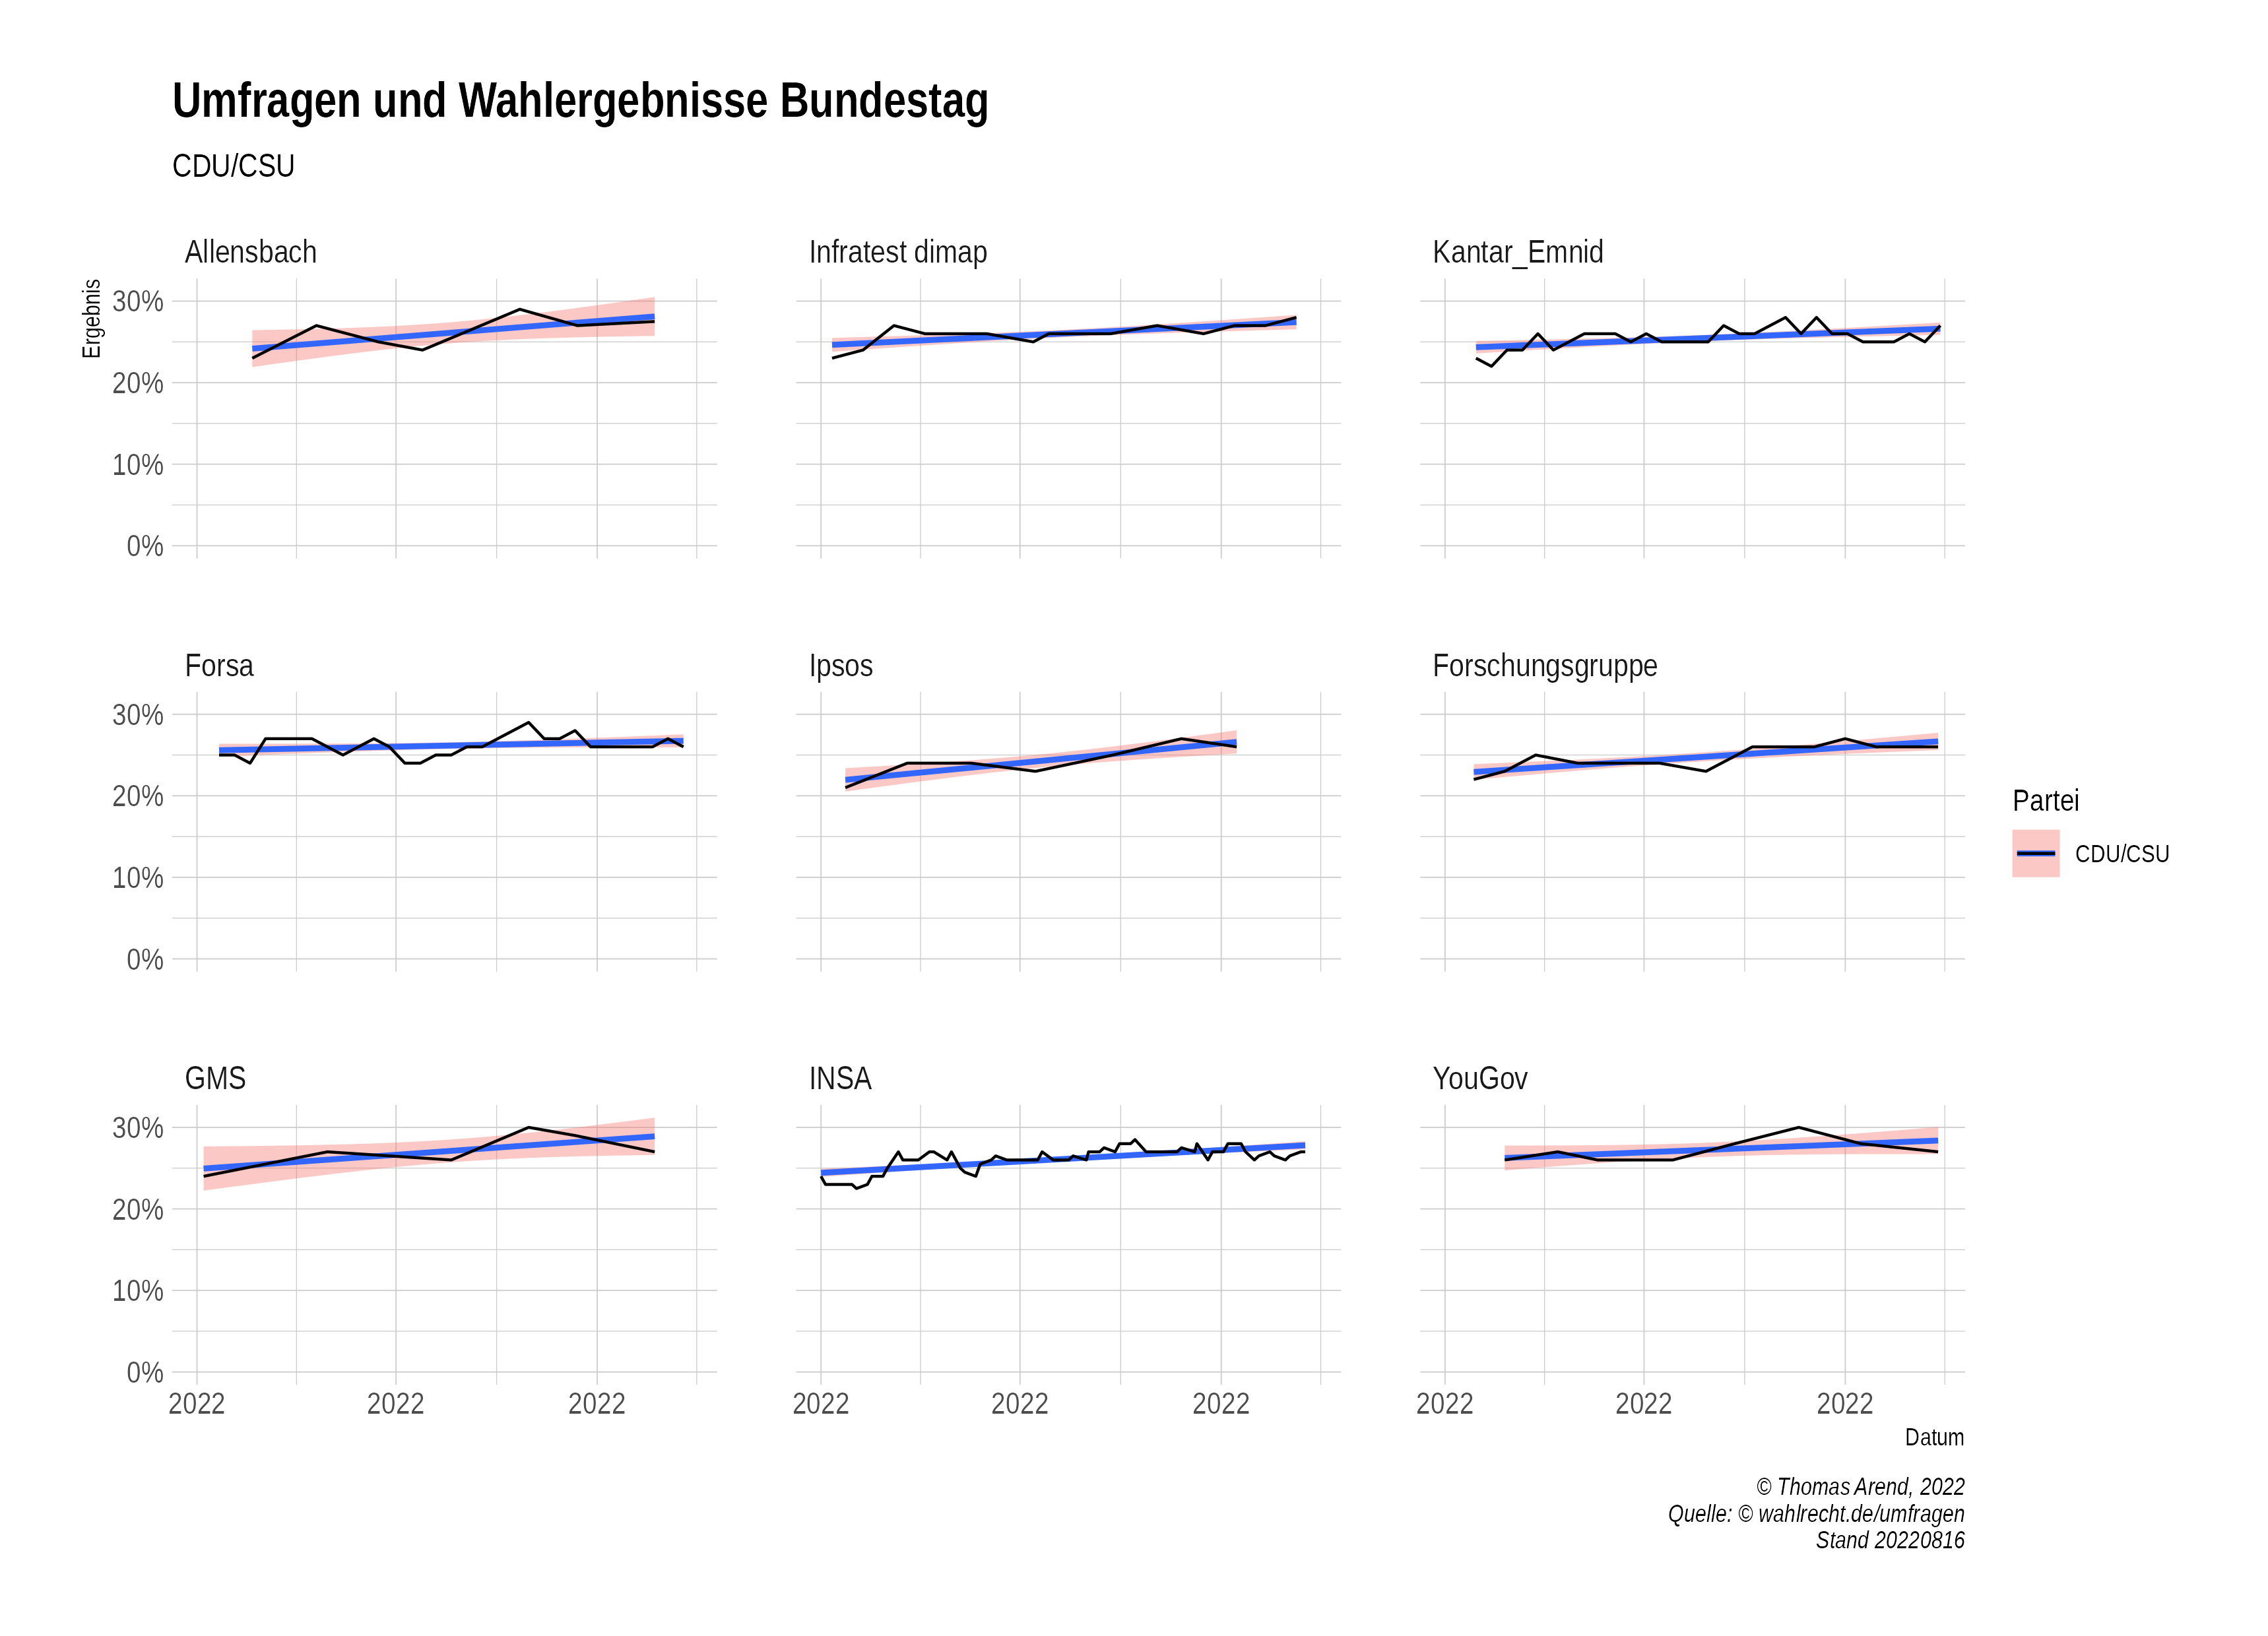 Umfragen und Wahlergebnisse Bundestag
CDU/CSU
Allensbach
Infratest dimap
Kantar_Emnid
Ergebnis
30%
20%
10%
0%
Forsa
Ipsos
Forschungsgruppe
30%
20%
10%
0%
Partei
CDU/CSU
GMS
INSA
YouGov
30%
20%
10%
0%
2022 2022 2022 2022 2022 2022 2022 2022 2022
Datum
© Thomas Arend, 2022
Quelle: © wahlrecht.de/umfragen
Stand 20220816